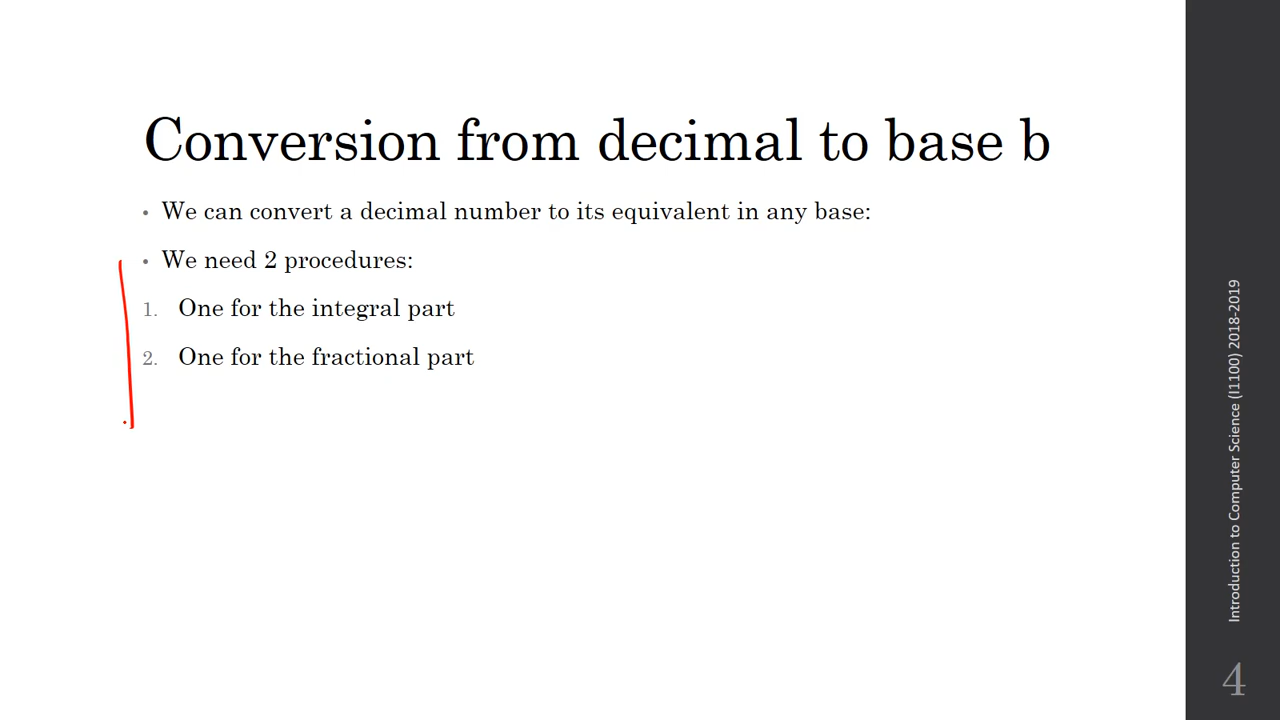 Conversion from decimal to base b
• We can convert a decimal number to its equivalent in any base:
• We need 2 procedures:
1. One for the integral part
2. One for the fractional part
Introduction to Computer Science (I1100) 2018-2019
4